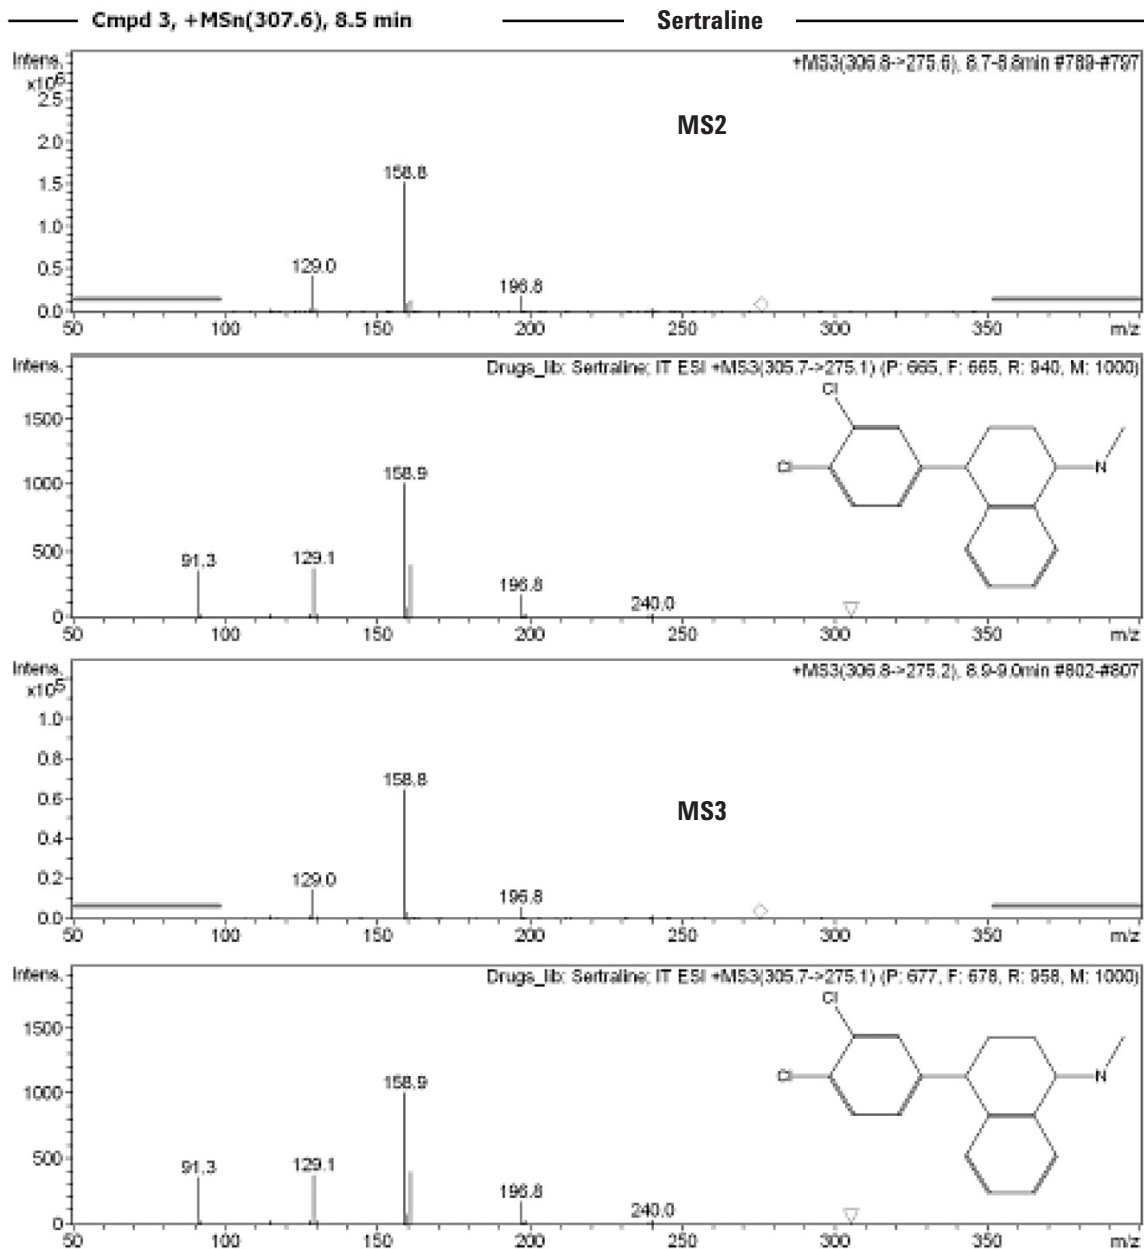 Cmpd 3, +MSn(307.6), 8.5 min
Sertraline
Intens.
x10⁶
+MS3(306.8->275.6), 8.7-8.8min #789-#797
MS2
2.5
2.0
1.5
1.0
0.5
0.0
158.8
129.0
196.8
50 100 150 200 250 300 350 m/z
Intens.
Drugs_lib: Sertraline; IT ESI +MS3(305.7->275.1) (P: 665, F: 665, R: 940, M: 1000)
1500
1000
500
0
Cl
Cl
N
158.9
91.3
129.1
196.8
240.0
50 100 150 200 250 300 350 m/z
Intens.
x10⁵
+MS3(306.8->275.2), 8.9-9.0min #802-#807
MS3
1.0
0.8
0.6
0.4
0.2
0.0
158.8
129.0
196.8
50 100 150 200 250 300 350 m/z
Intens.
Drugs_lib: Sertraline; IT ESI +MS3(305.7->275.1) (P: 677, F: 678, R: 958, M: 1000)
1500
1000
500
0
Cl
Cl
N
158.9
91.3
129.1
196.8
240.0
50 100 150 200 250 300 350 m/z